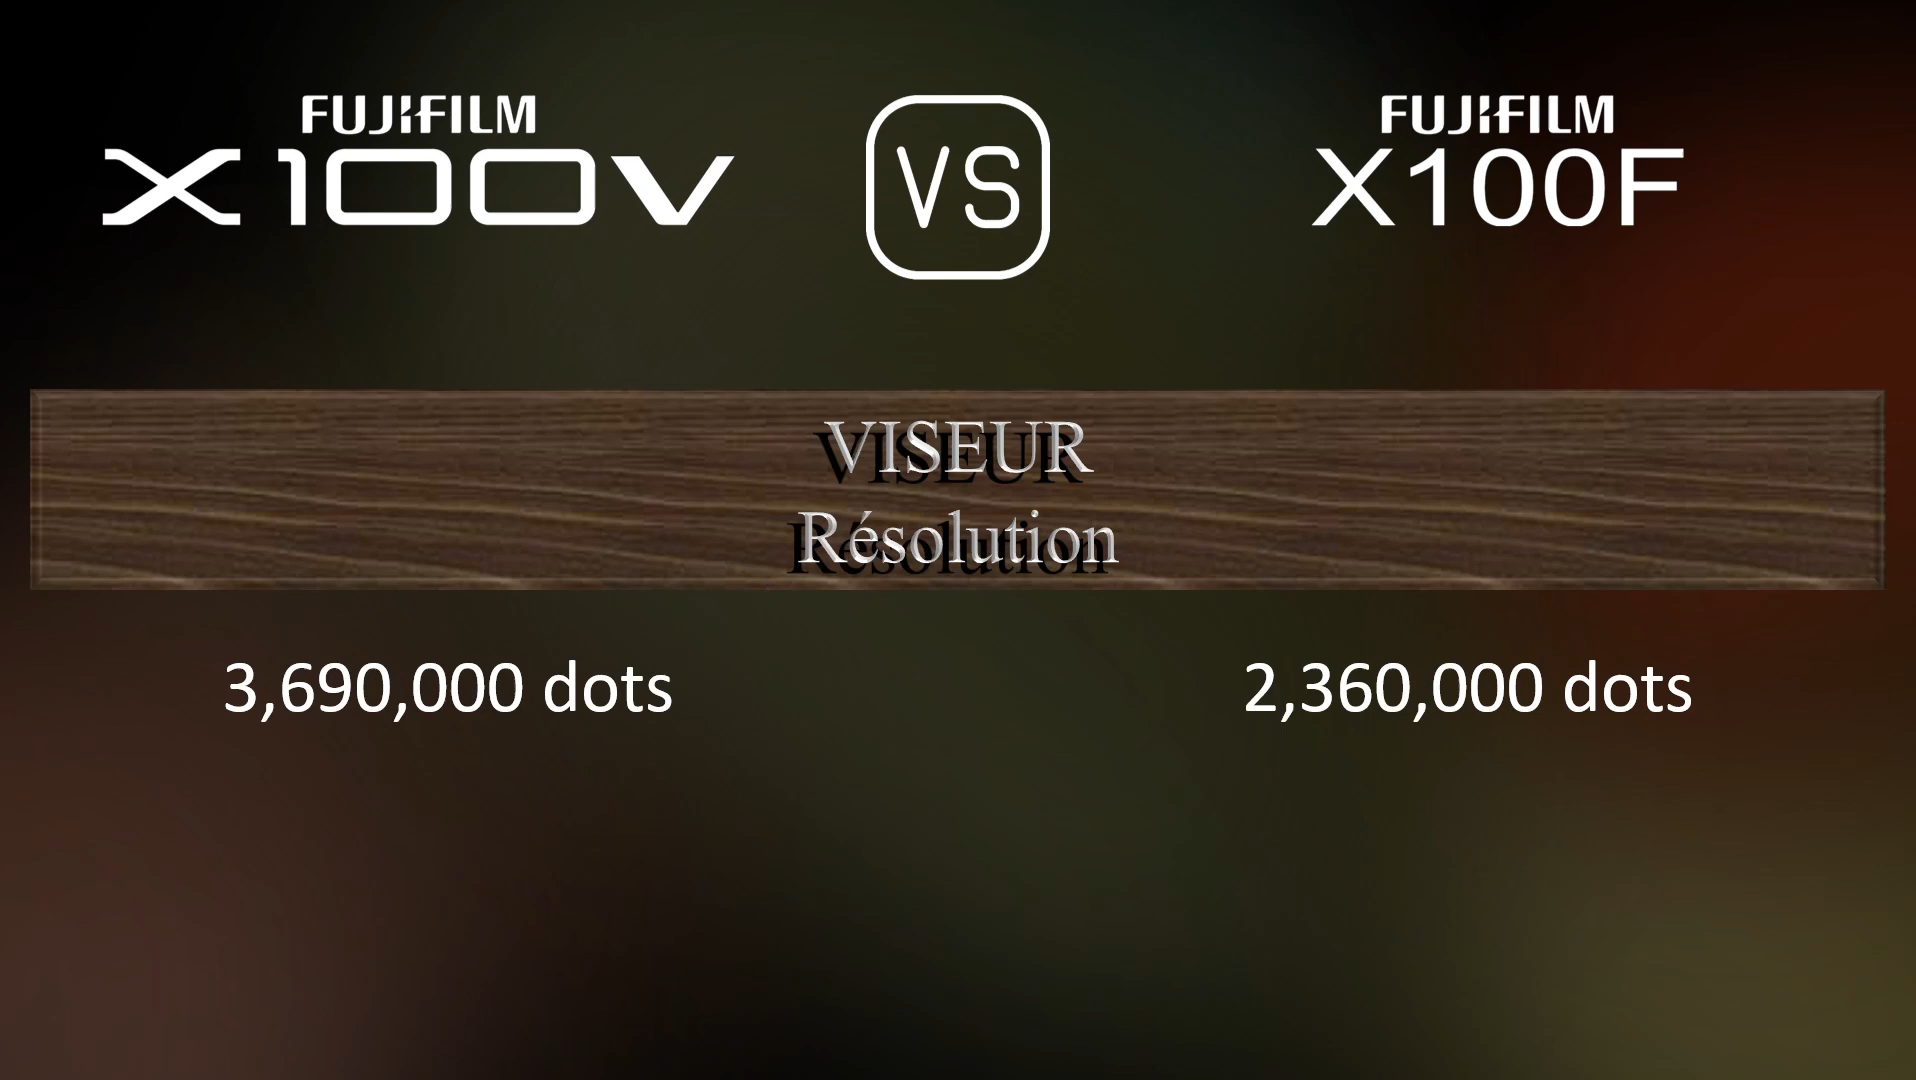 FUJIFILM
X100V
VS
FUJIFILM
X100F
VISEUR
Résolution
3,690,000 dots
2,360,000 dots